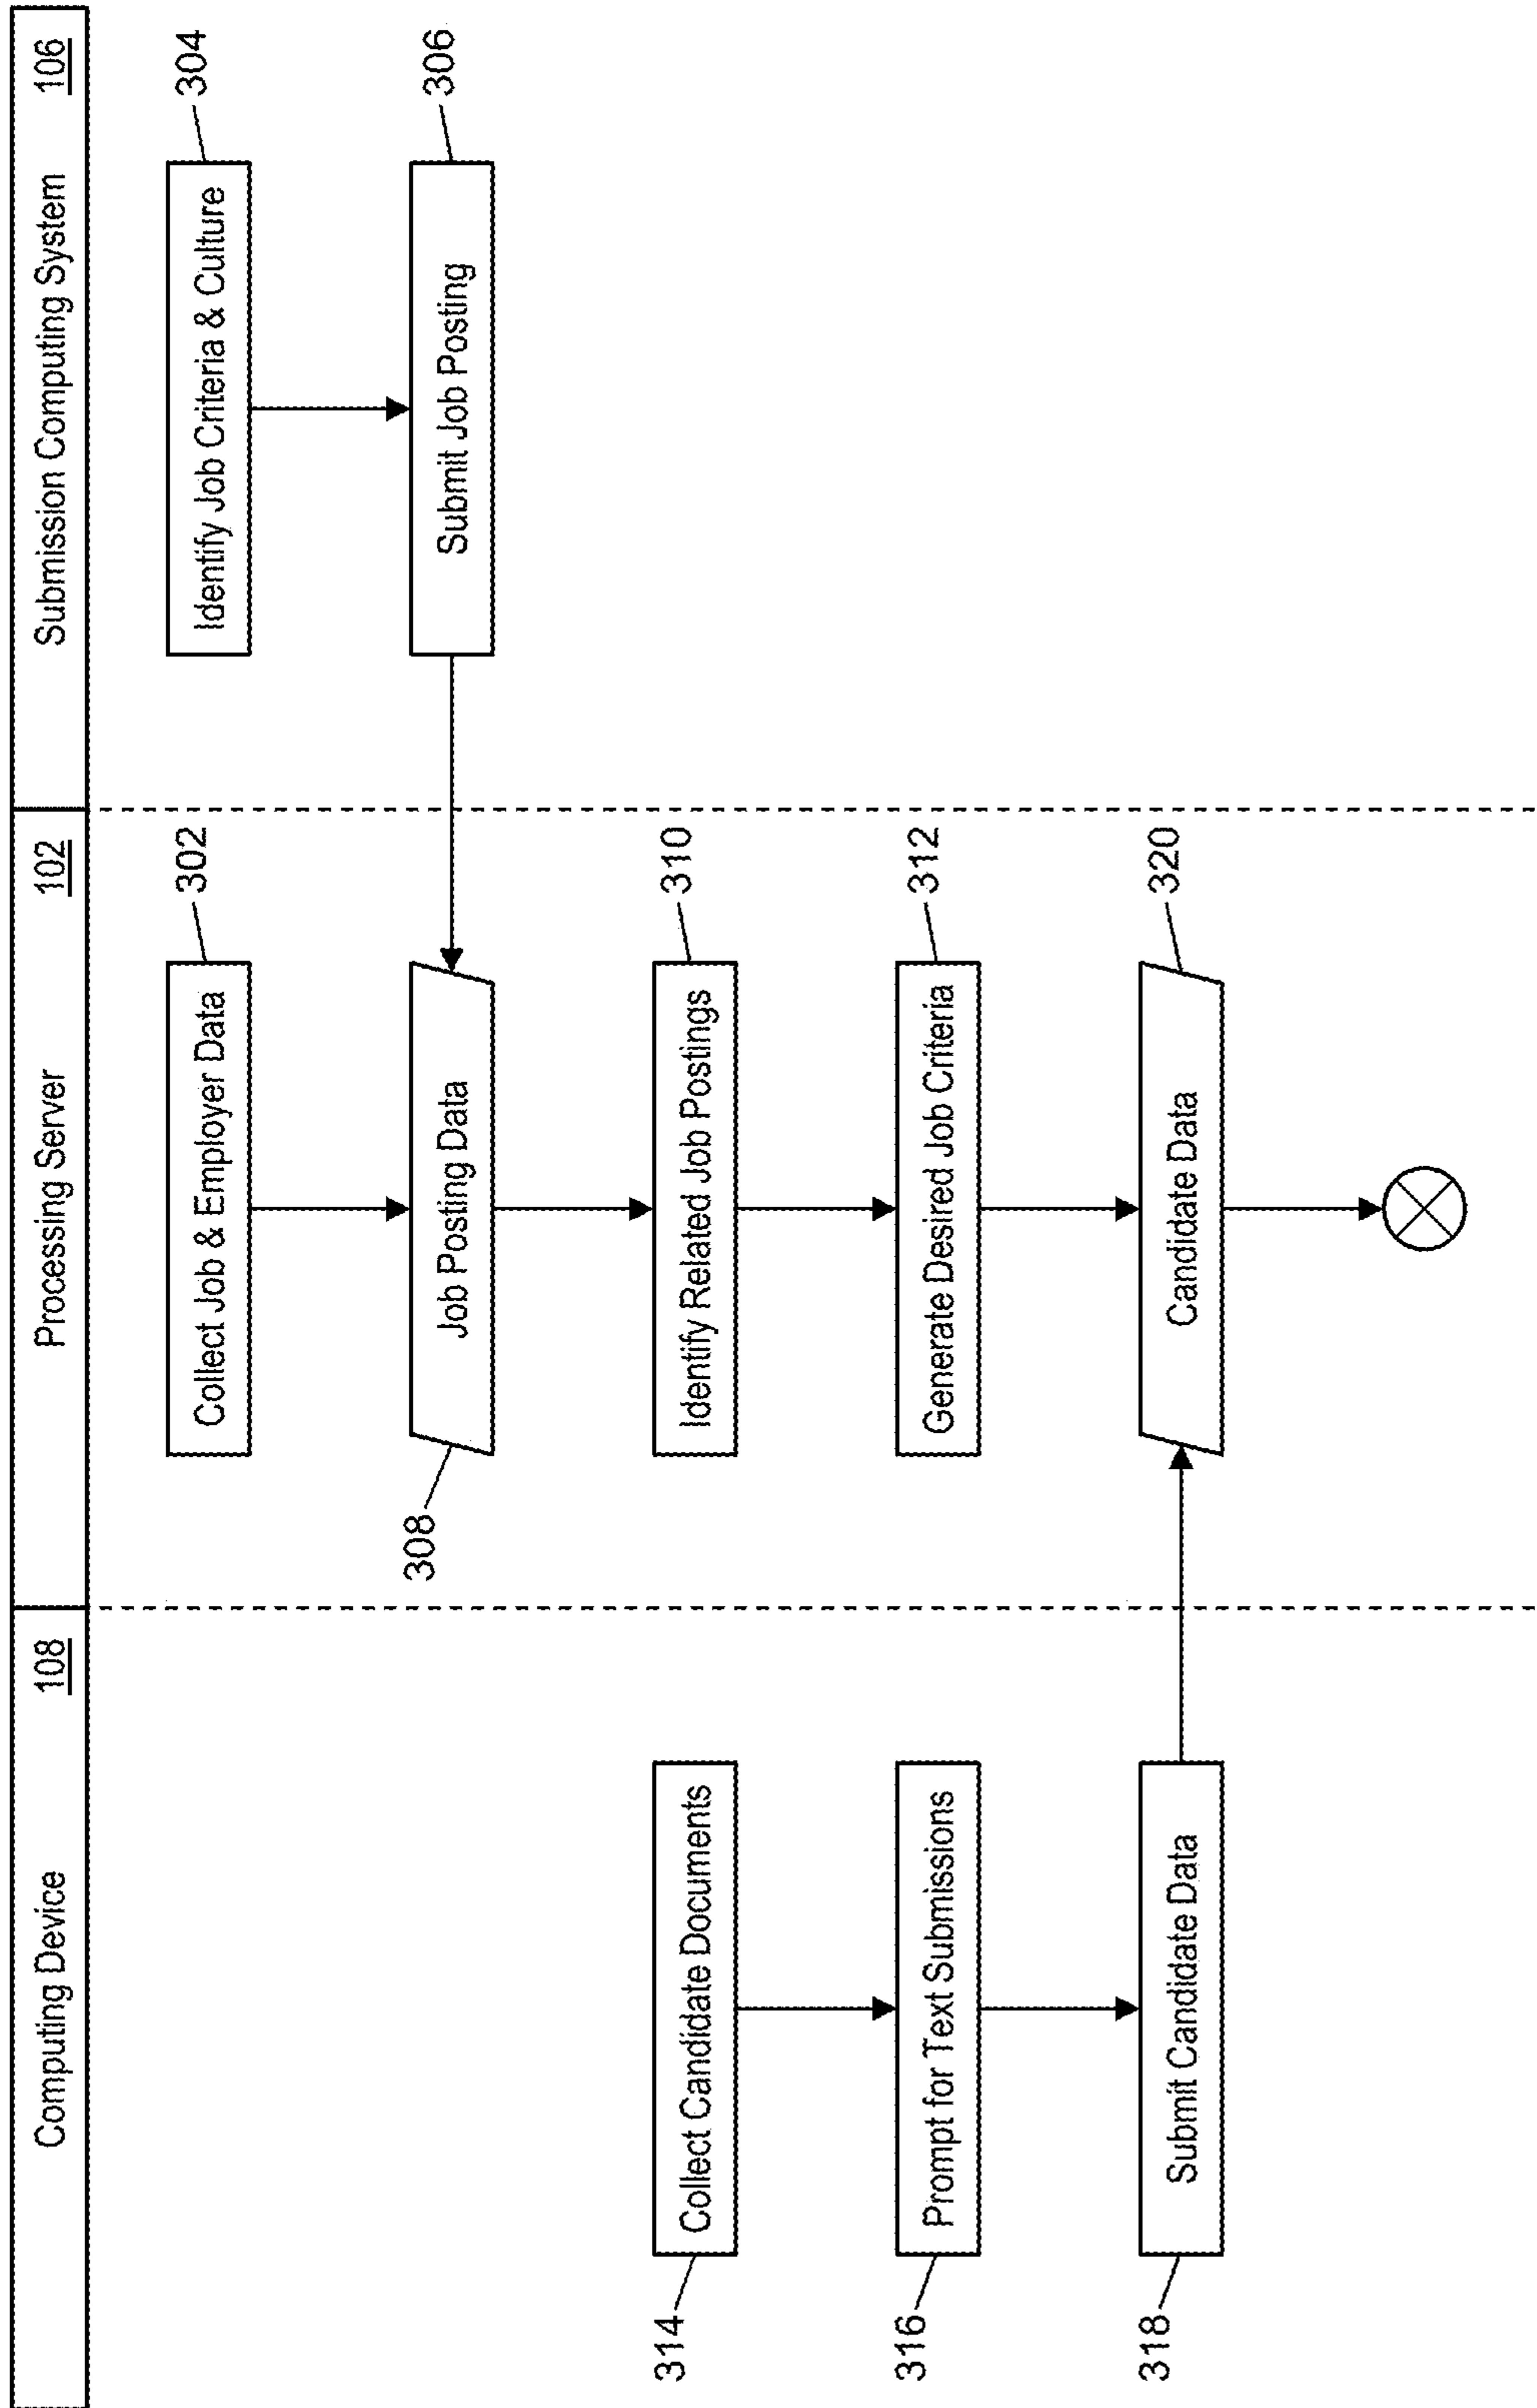 Computing Device 108
Processing Server 102
Submission Computing System 106
Collect Job & Employer Data
302
Identify Job Criteria & Culture
304
Job Posting Data
308
Submit Job Posting
306
Collect Candidate Documents
314
Identify Related Job Postings
310
Prompt for Text Submissions
316
Generate Desired Job Criteria
312
Submit Candidate Data
318
Candidate Data
320